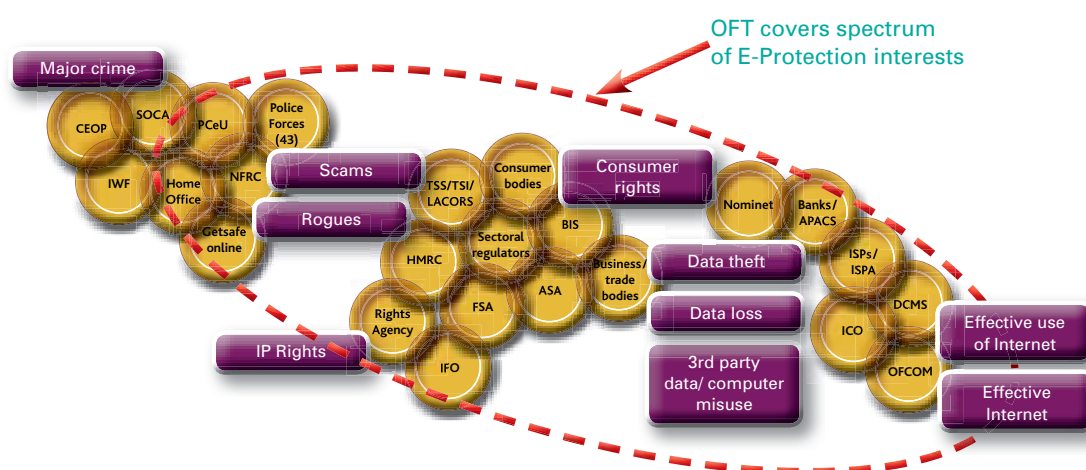 OFT covers spectrum
of E-Protection interests
Major crime
CEOP
SOCA
PCeU
Police
Forces
(43)
IWF
Home
Office
NFRC
Getsafe
online
Scams
Rogues
IP Rights
TSS/TSI/
LACORS
Consumer
bodies
HMRC
Sectoral
regulators
BIS
Rights
Agency
FSA
ASA
Business/
trade
bodies
IFO
Consumer
rights
Data theft
Data loss
3rd party
data/ computer
misuse
Nominet
Banks/
APACS
ISPs/
ISPA
ICO
DCMS
OFCOM
Effective use
of Internet
Effective
Internet